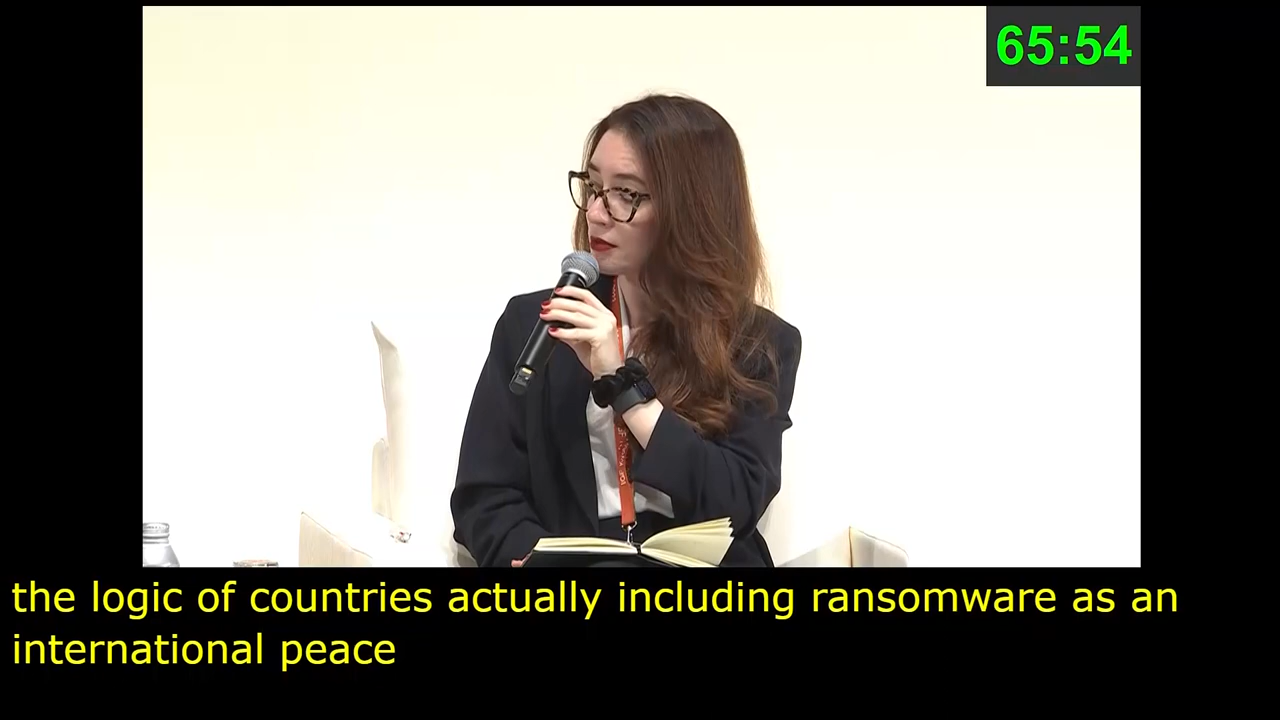 65:54
the logic of countries actually including ransomware as an
international peace